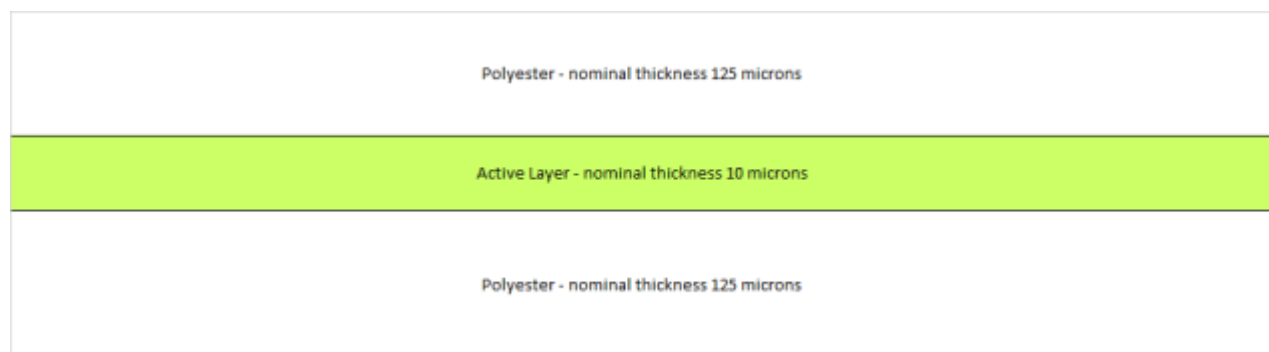 Polyester - nominal thickness 125 microns
Active Layer - nominal thickness 10 microns
Polyester - nominal thickness 125 microns